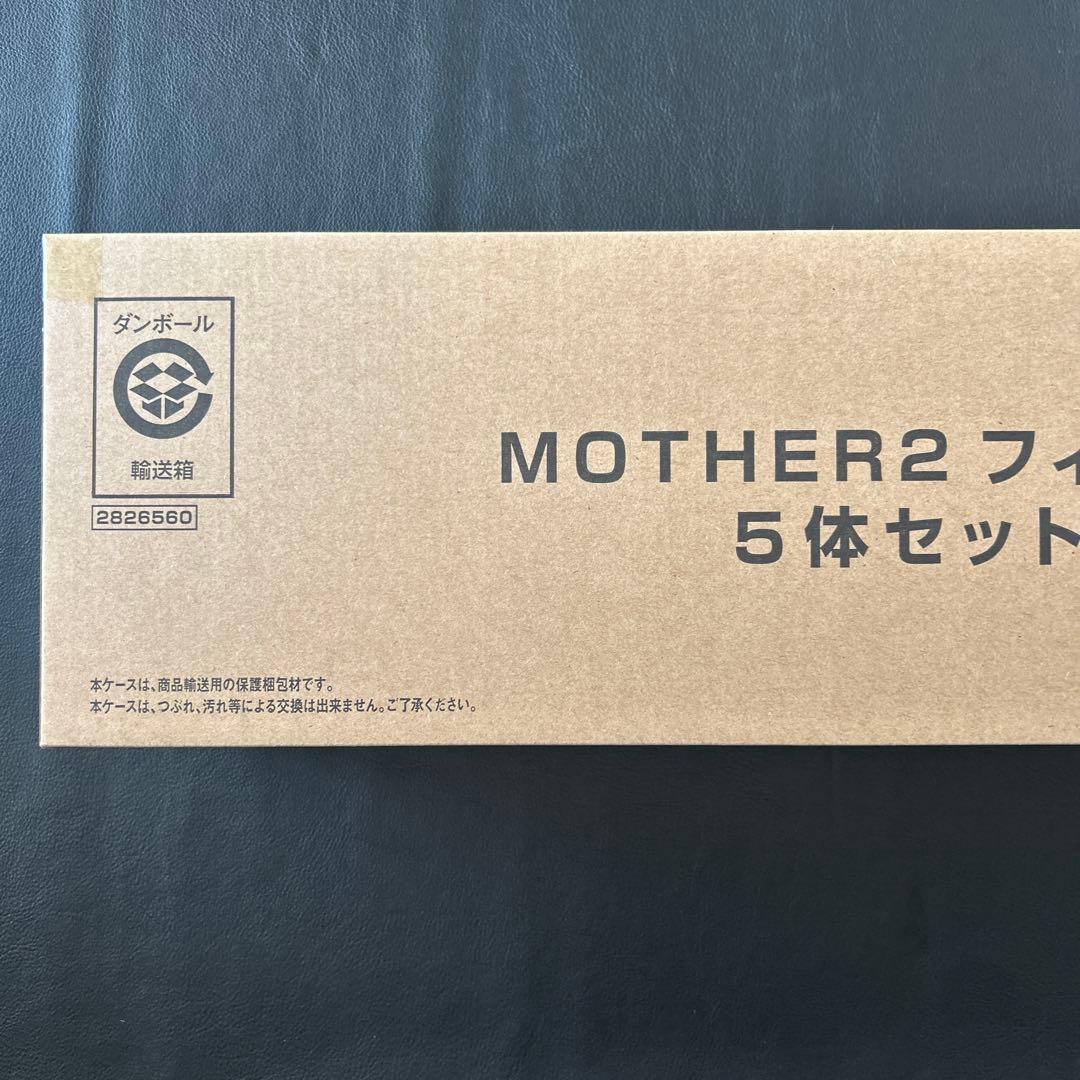 ダンボール
輸送箱
2826560
MOTHER2 フィ
5体セット
本ケースは、商品輸送用の保護梱包材です。
本ケースは、つぶれ、汚れ等による交換は出来ません。ご了承ください。